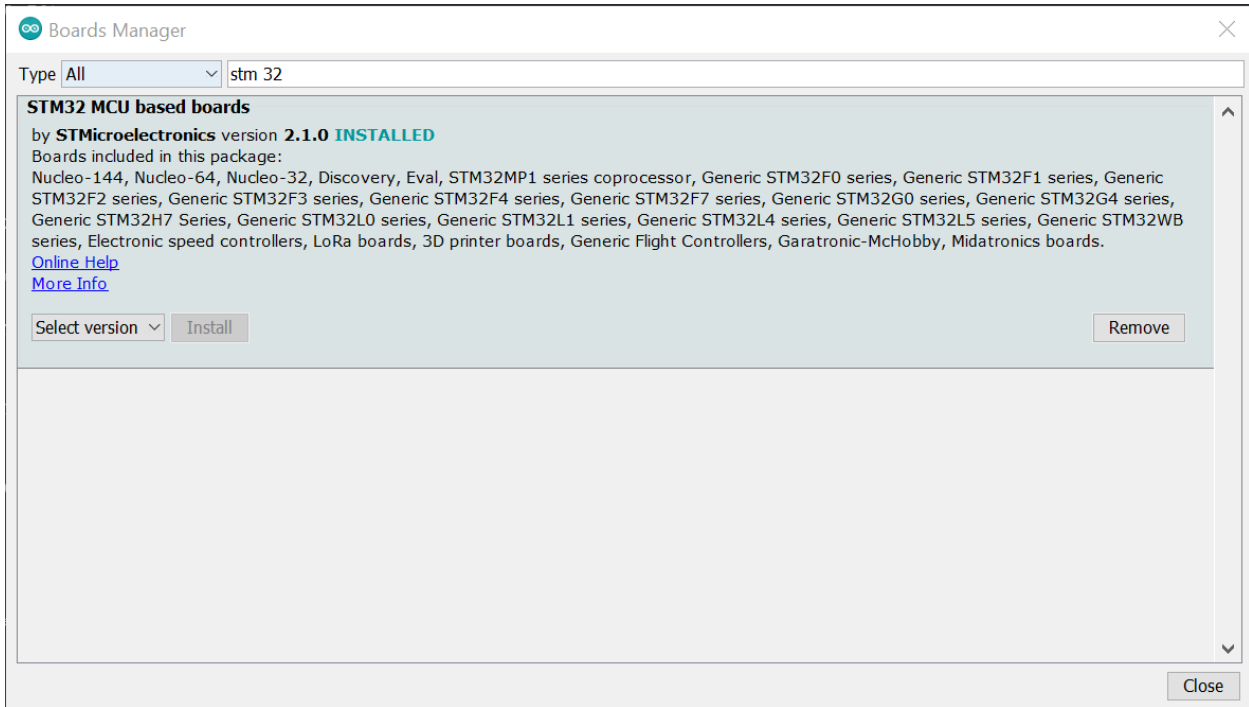 Boards Manager
Type All stm 32
STM32 MCU based boards
by STMicroelectronics version 2.1.0 INSTALLED
Boards included in this package:
Nucleo-144, Nucleo-64, Nucleo-32, Discovery, Eval, STM32MP1 series coprocessor, Generic STM32F0 series, Generic STM32F1 series, Generic
STM32F2 series, Generic STM32F3 series, Generic STM32F4 series, Generic STM32F7 series, Generic STM32G0 series, Generic STM32G4 series,
Generic STM32H7 Series, Generic STM32L0 series, Generic STM32L1 series, Generic STM32L4 series, Generic STM32L5 series, Generic STM32WB
series, Electronic speed controllers, LoRa boards, 3D printer boards, Generic Flight Controllers, Garatronic-McHobby, Midatronics boards.
Online Help
More Info
Select version Install Remove
Close